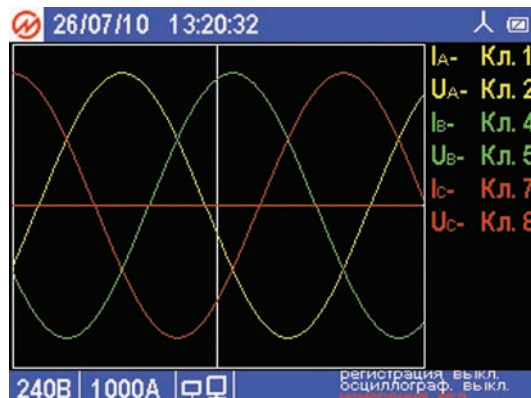 26/07/10 13:20:32
IA- Кл. 1
UA- Кл. 2
IB- Кл. 4
UB- Кл. 5
IC- Кл. 7
UC- Кл. 8
240В 1000А
регистрация выкл.
осциллограф. выкл.